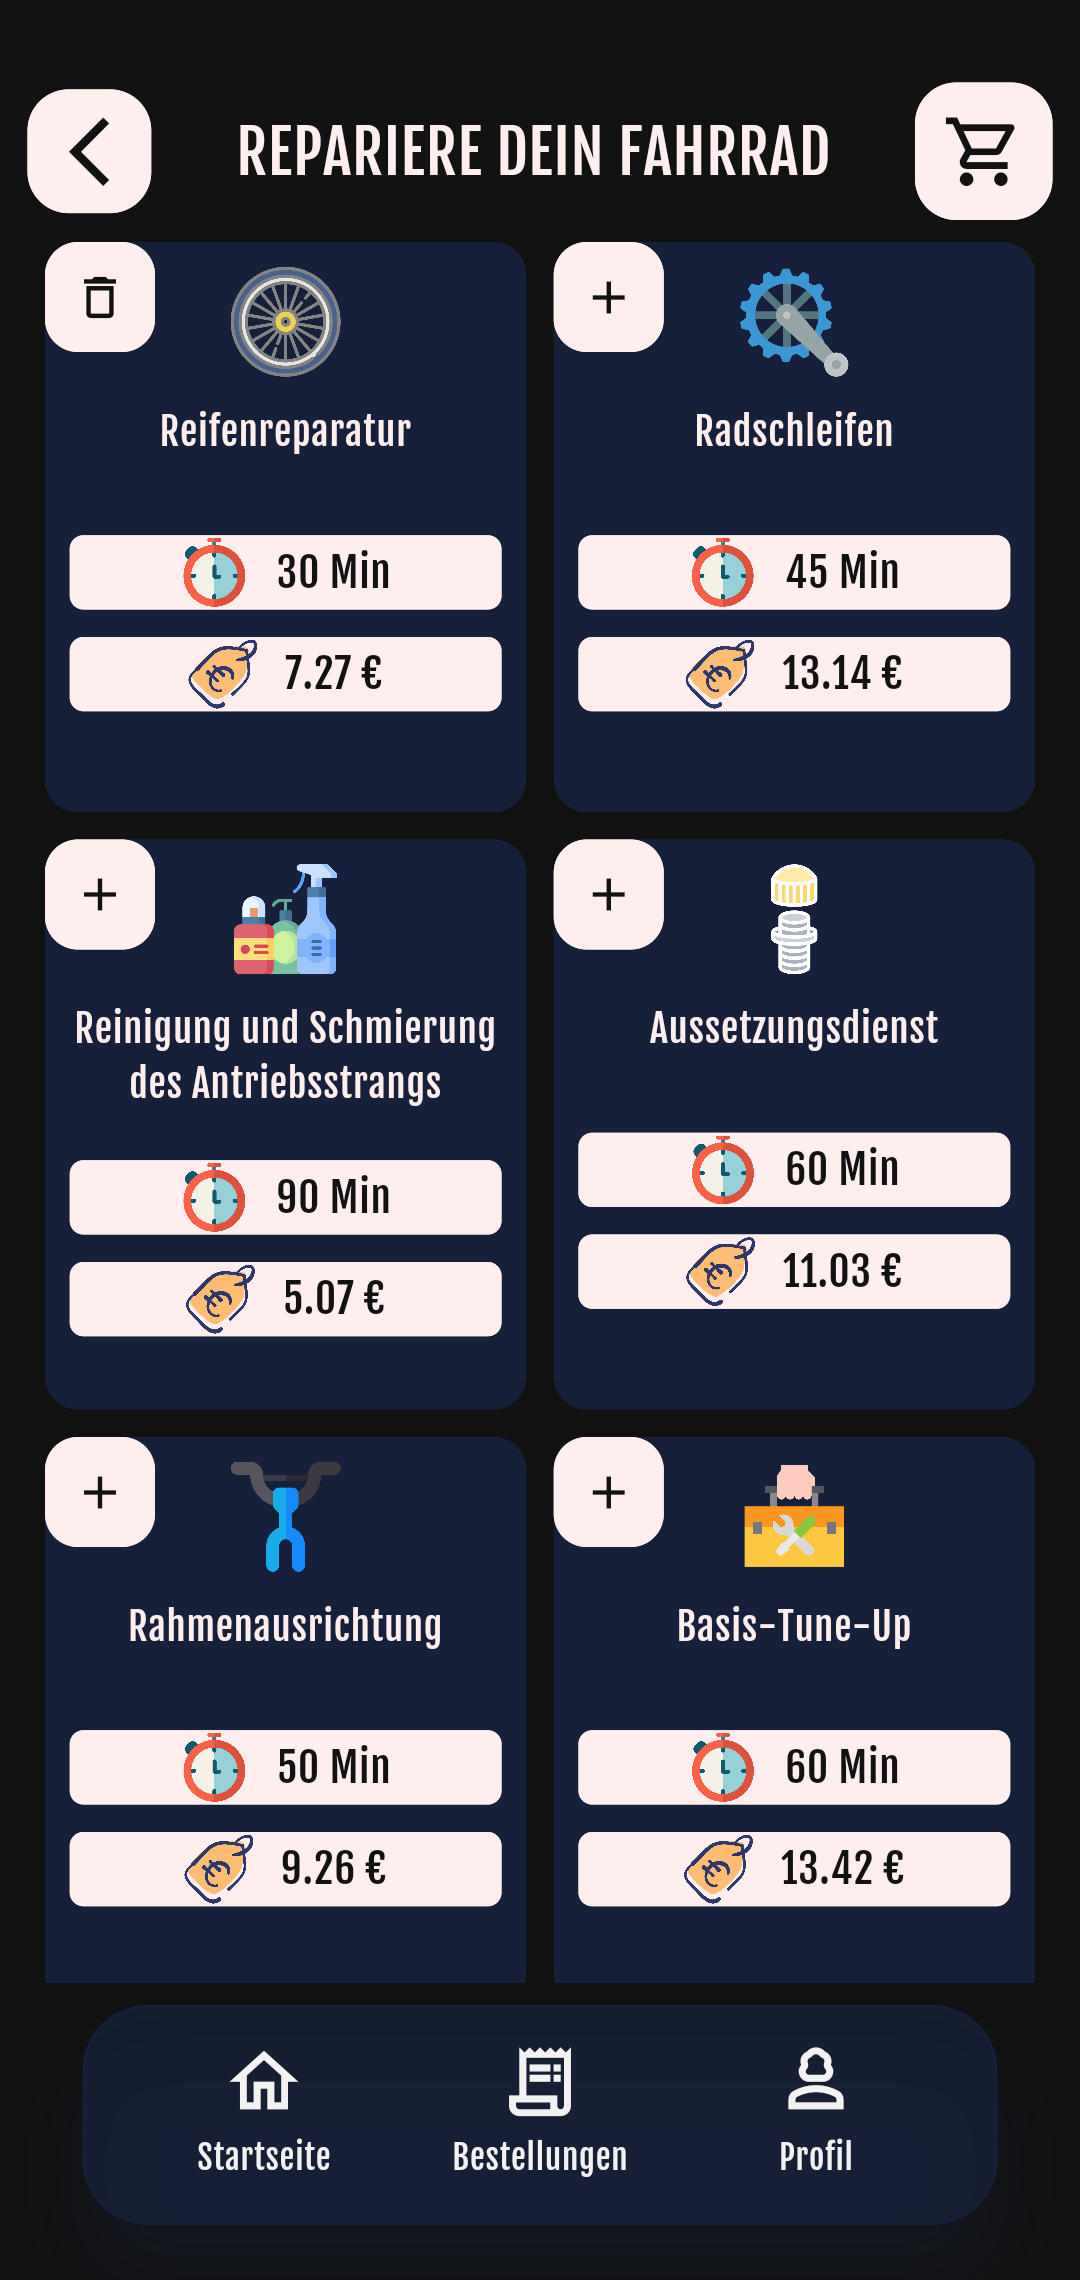 REPARIERE DEIN FAHRRAD
Reifenreparatur
30 Min
7.27 €
Radschleifen
45 Min
13.14 €
Reinigung und Schmierung
des Antriebsstrangs
90 Min
5.07 €
Aussetzungsdienst
60 Min
11.03 €
Rahmenausrichtung
50 Min
9.26 €
Basis-Tune-Up
60 Min
13.42 €
Startseite
Bestellungen
Profil